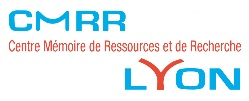 CMRR
Centre Mémoire de Ressources et de Recherche
LYON